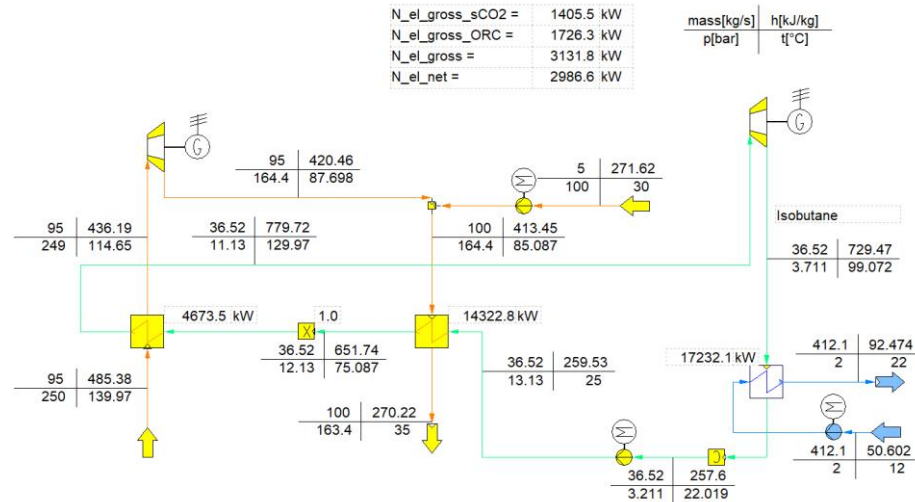 N_el_gross_sCO2 = 1405.5 kW
N_el_gross_ORC = 1726.3 kW
N_el_gross = 3131.8 kW
N_el_net = 2986.6 kW
mass[kg/s] h[kJ/kg]
p[bar] t[°C]
G
G
95 420.46
164.4 87.698
5 271.62
100 30
M
Isobutane
95 436.19
249 114.65
36.52 779.72
11.13 129.97
100 413.45
164.4 85.087
36.52 729.47
3.711 99.072
4673.5 kW
1.0
X
14322.8 kW
36.52 651.74
12.13 75.087
36.52 259.53
13.13 25
17232.1 kW
412.1 92.474
2 22
95 485.38
250 139.97
100 270.22
163.4 35
M
M
412.1 50.602
2 12
36.52 257.6
3.211 22.019